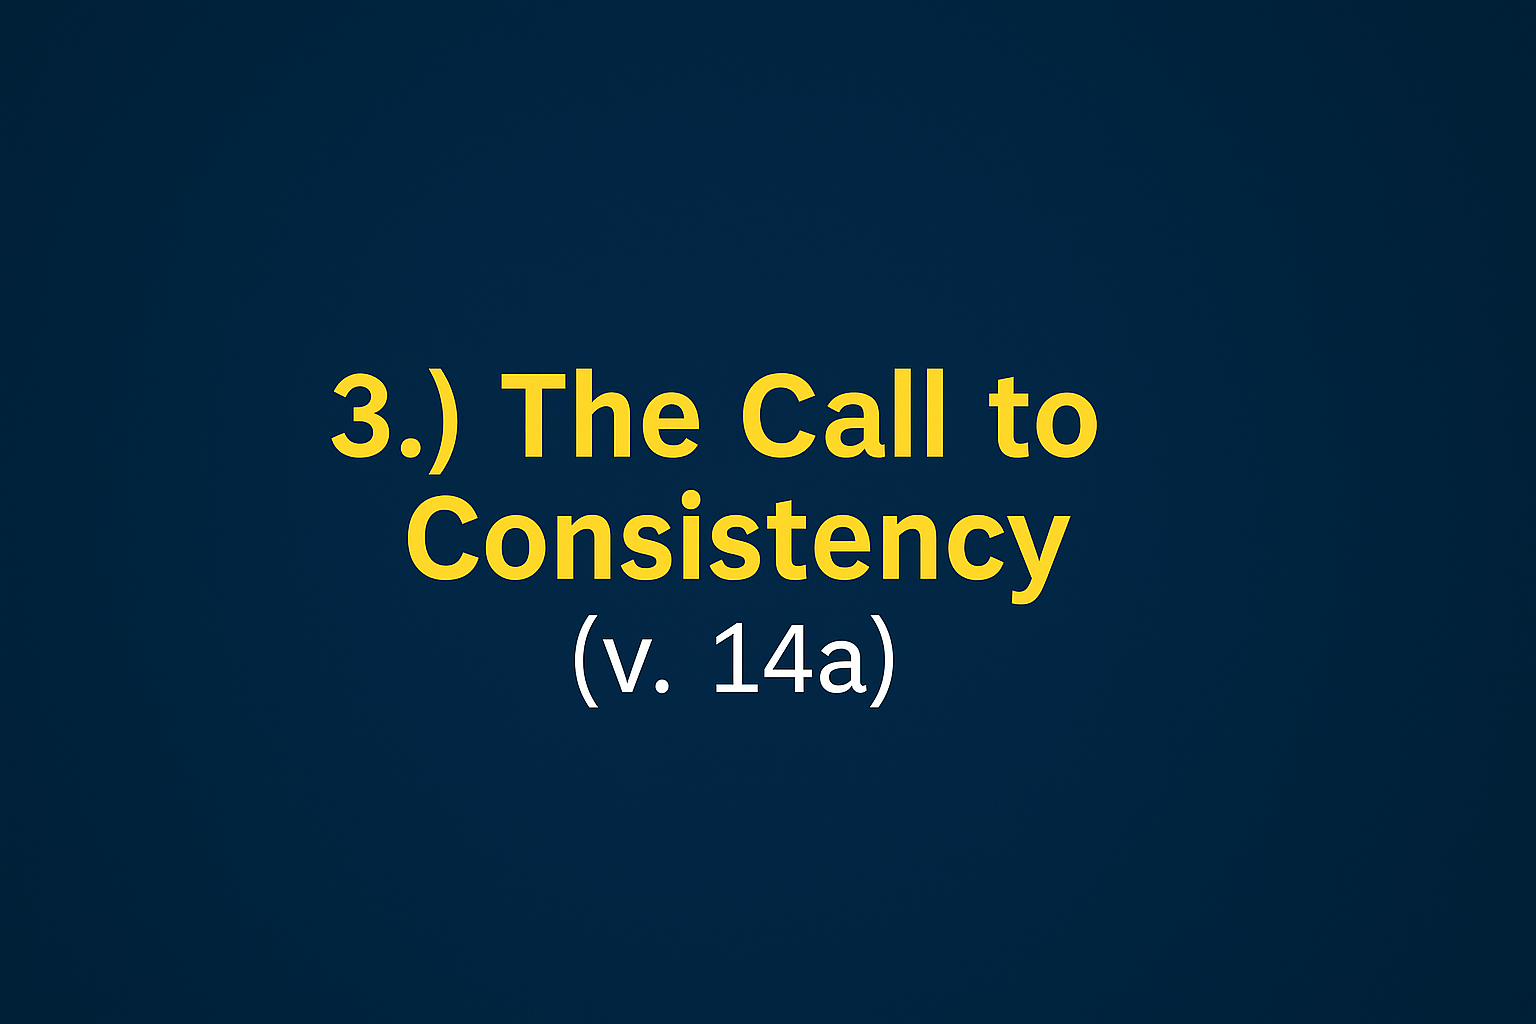 3.) The Call to
Consistency
(v. 14a)